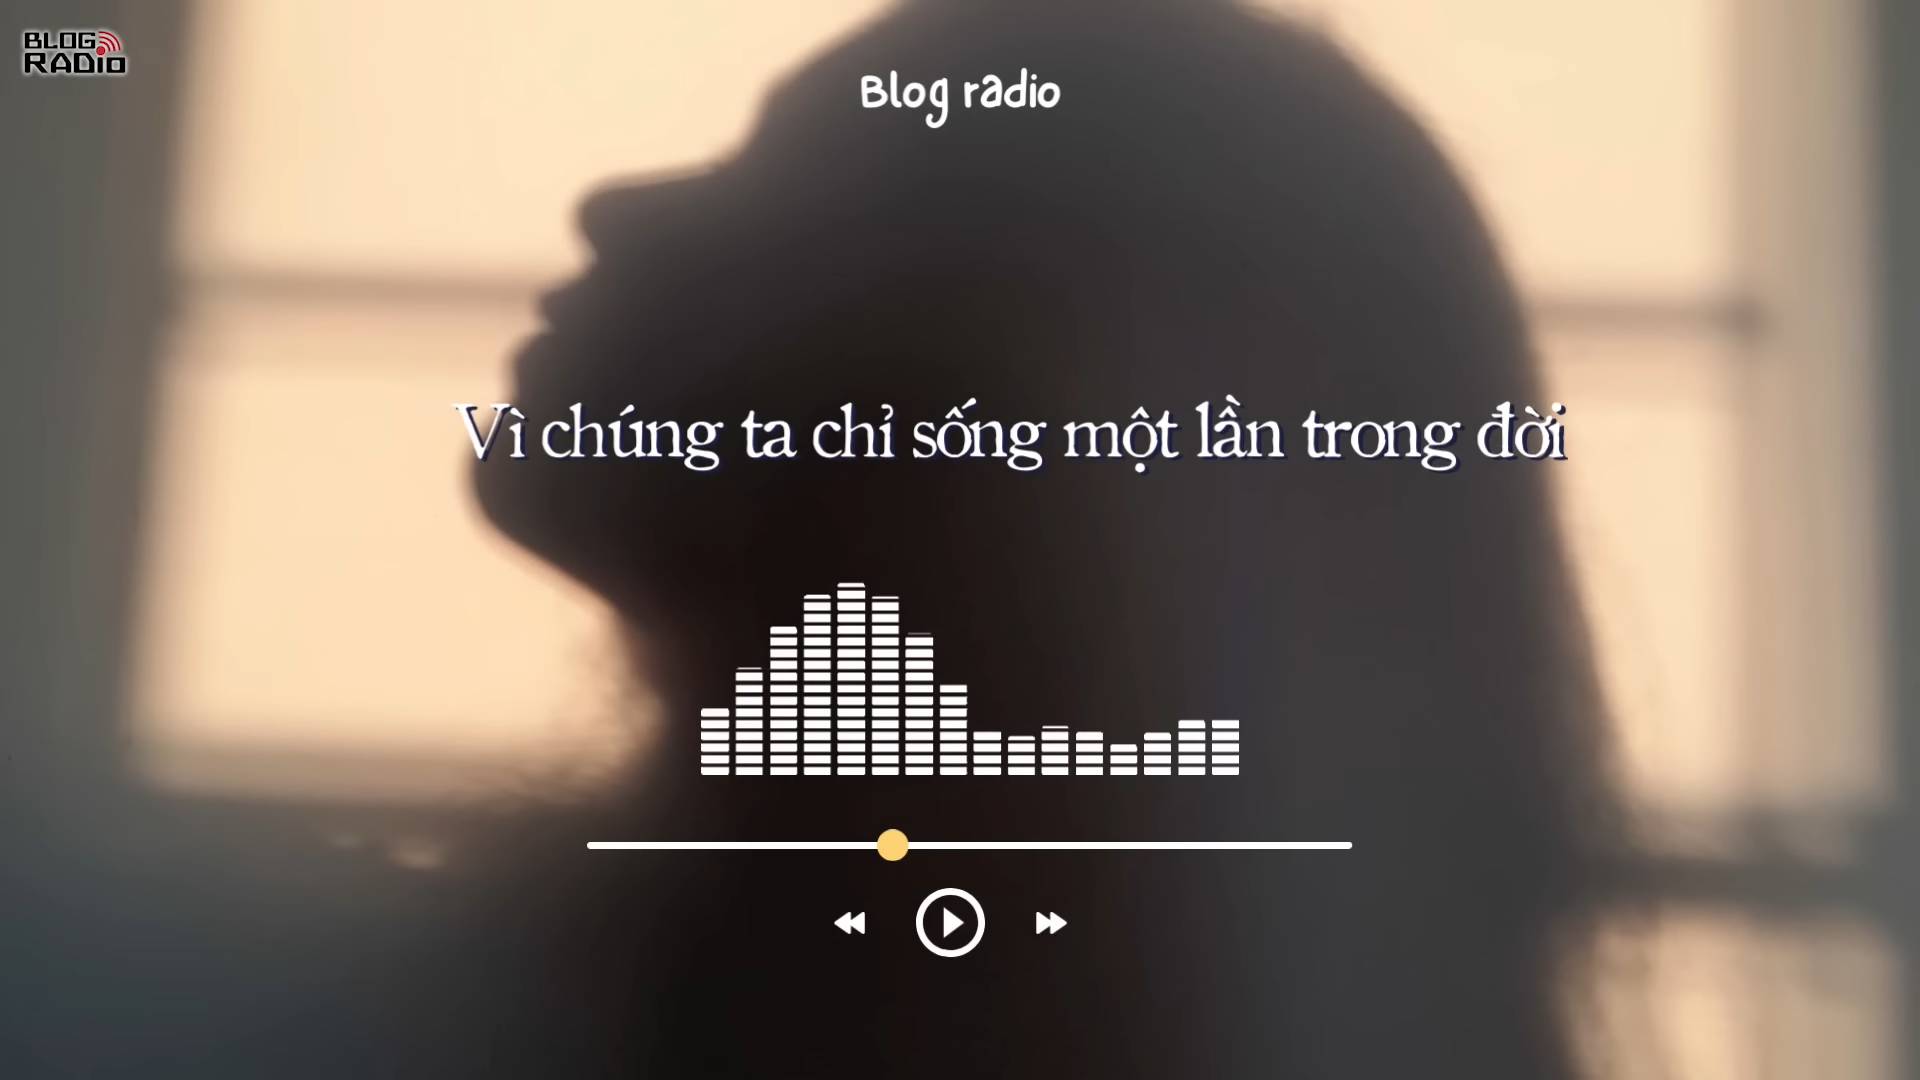 BLOG
RADIO
Blog radio
Vì chúng ta chỉ sống một lần trong đời